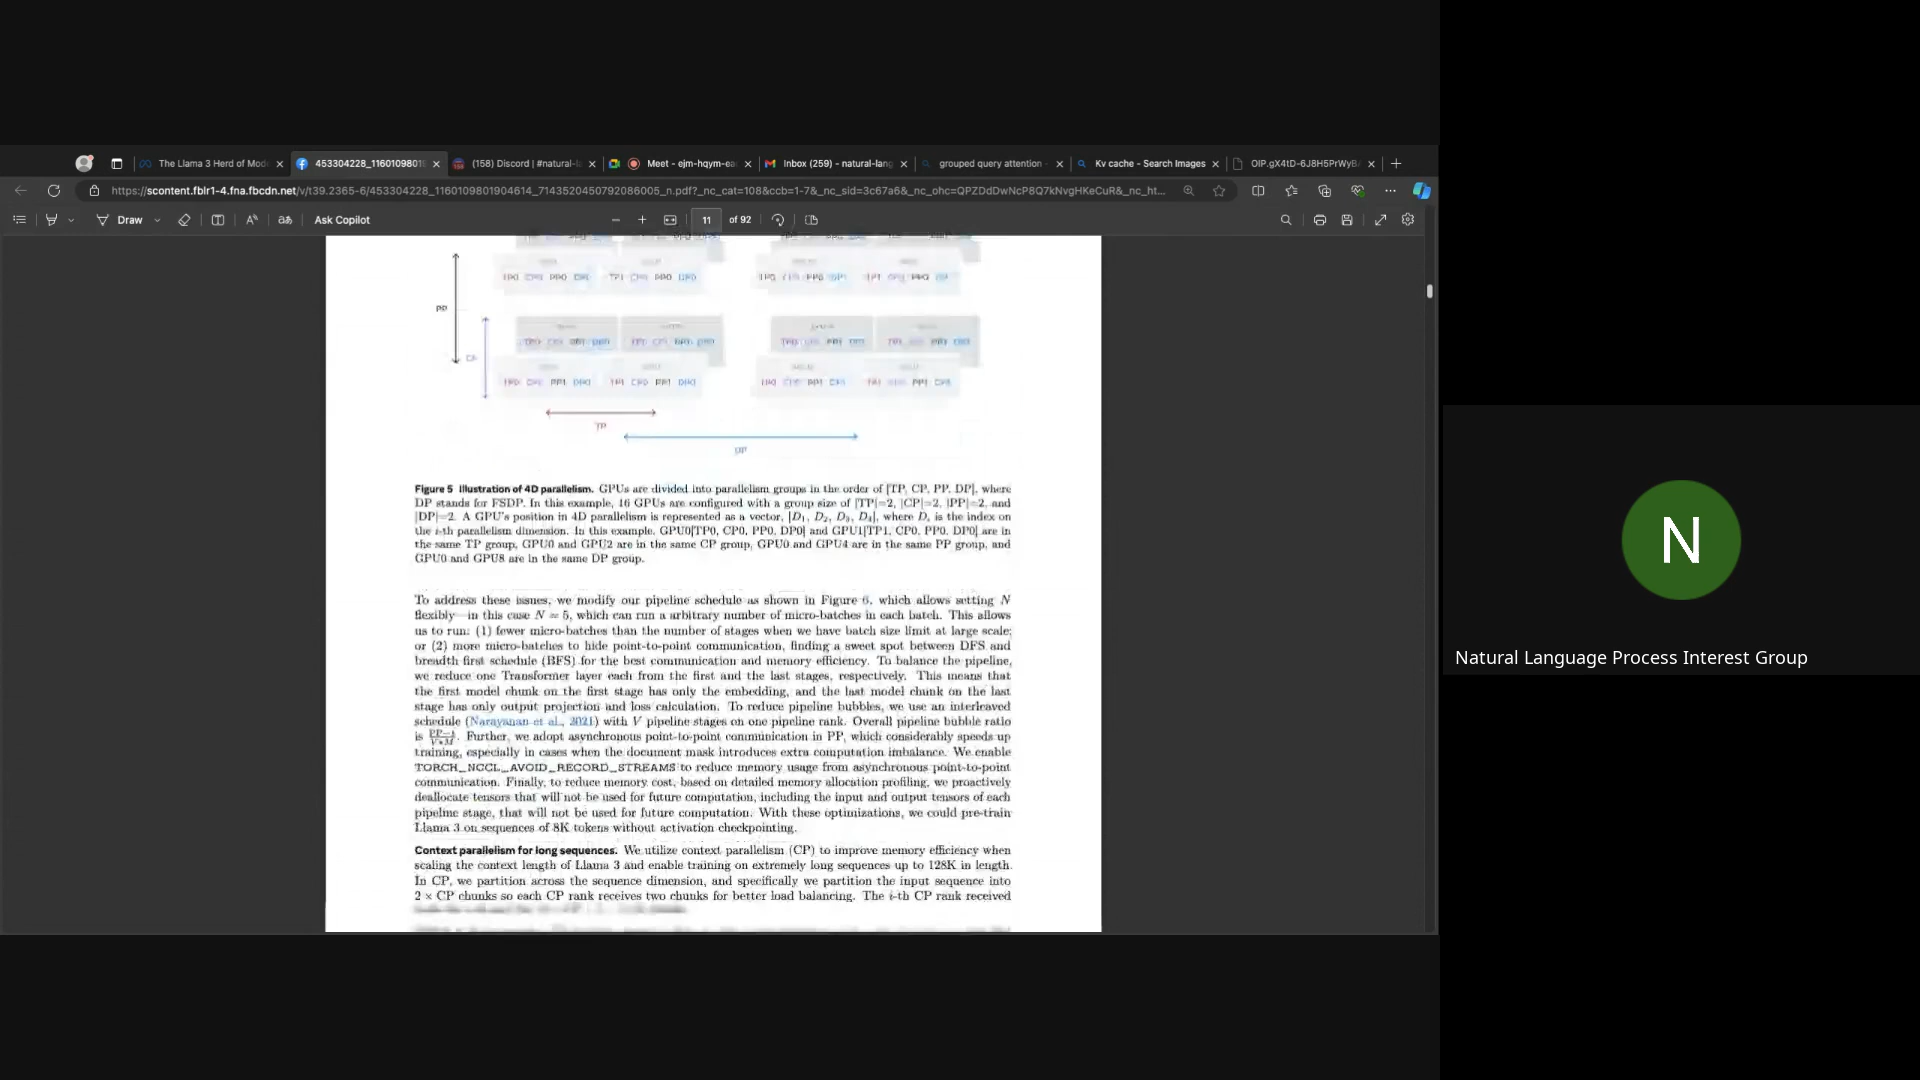 The Llama 3 Herd of Mode
453304228_11601098019
(158) Discord | #natural-la
Meet - ejm-hqym-ea
Inbox (259) - natural-lang
grouped query attention -
Kv cache - Search Images
OIP.gX4tD-6J8H5PrWyB
https://scontent.fblr1-4.fna.fbcdn.net/v/t39.2365-6/453304228_1160109801904614_7143520450792086005_n.pdf?_nc_cat=108&ccb=1-7&_nc_sid=3c67a6&_nc_ohc=QPZDdDwNcP8Q7kNvgHKeCuR&_nc_ht...
Draw
Ask Copilot
11 of 92
TP0 CP0 PP0 DP0 TP1 CP0 PP0 DP0
PP
CP
TP0 CP0 PP1 DP0 TP1 CP0 PP1 DP0
TP
DP
Figure 5 Illustration of 4D parallelism. GPUs are divided into parallelism groups in the order of [TP, CP, PP, DP], where
DP stands for FSDP. In this example, 16 GPUs are configured with a group size of |TP|=2, |CP|=2, |PP|=2, and
|DP|=2. A GPU's position in 4D parallelism is represented as a vector, [D1, D2, D3, D4], where Di is the index on
the i-th parallelism dimension. In this example, GPU0[TP0, CP0, PP0, DP0] and GPU1[TP1, CP0, PP0, DP0] are in
the same TP group, GPU0 and GPU2 are in the same CP group, GPU0 and GPU4 are in the same PP group, and
GPU0 and GPU8 are in the same DP group.
To address these issues, we modify our pipeline schedule as shown in Figure 6, which allows setting N
flexibly—in this case N = 5, which can run a arbitrary number of micro-batches in each batch. This allows
us to run: (1) fewer micro-batches than the number of stages when we have batch size limit at large scale;
or (2) more micro-batches to hide point-to-point communication, finding a sweet spot between DFS and
breadth first schedule (BFS) for the best communication and memory efficiency. To balance the pipeline,
we reduce one Transformer layer each from the first and the last stages, respectively. This means that
the first model chunk on the first stage has only the embedding, and the last model chunk on the last
stage has only output projection and loss calculation. To reduce pipeline bubbles, we use an interleaved
schedule (Narayanan et al., 2021) with V pipeline stages on one pipeline rank. Overall pipeline bubble ratio
is PP−1/V∗M. Further, we adopt asynchronous point-to-point communication in PP, which considerably speeds up
training, especially in cases when the document mask introduces extra computation imbalance. We enable
TORCH_NCCL_AVOID_RECORD_STREAMS to reduce memory usage from asynchronous point-to-point
communication. Finally, to reduce memory cost, based on detailed memory allocation profiling, we proactively
deallocate tensors that will not be used for future computation, including the input and output tensors of each
pipeline stage, that will not be used for future computation. With these optimizations, we could pre-train
Llama 3 on sequences of 8K tokens without activation checkpointing.
Context parallelism for long sequences. We utilize context parallelism (CP) to improve memory efficiency when
scaling the context length of Llama 3 and enable training on extremely long sequences up to 128K in length.
In CP, we partition across the sequence dimension, and specifically we partition the input sequence into
2 × CP chunks so each CP rank receives two chunks for better load balancing. The i-th CP rank received
N
Natural Language Process Interest Group